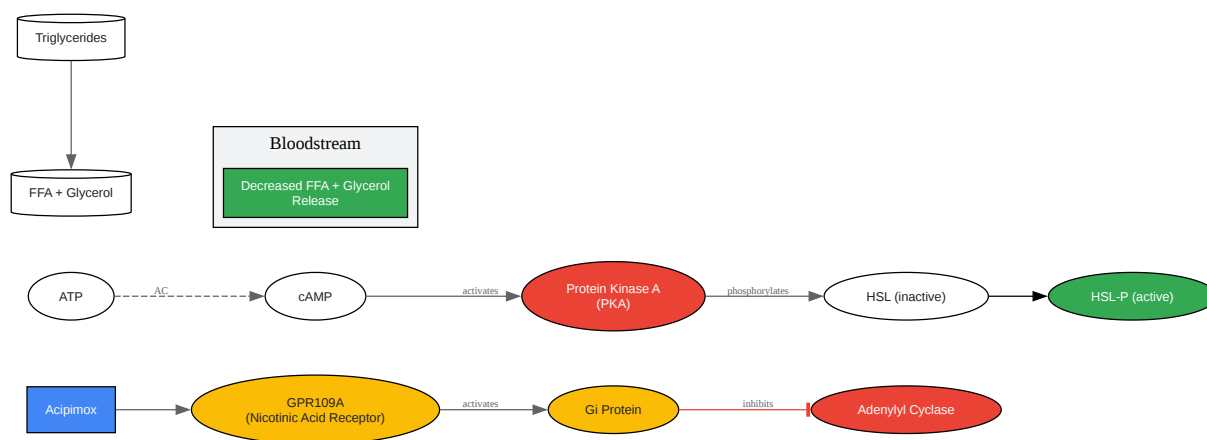 Triglycerides
FFA + Glycerol
Bloodstream
Decreased FFA + Glycerol
Release
ATP
AC
cAMP
activates
Protein Kinase A
(PKA)
phosphorylates
HSL (inactive)
HSL-P (active)
Acipimox
GPR109A
(Nicotinic Acid Receptor)
activates
Gi Protein
inhibits
Adenylyl Cyclase